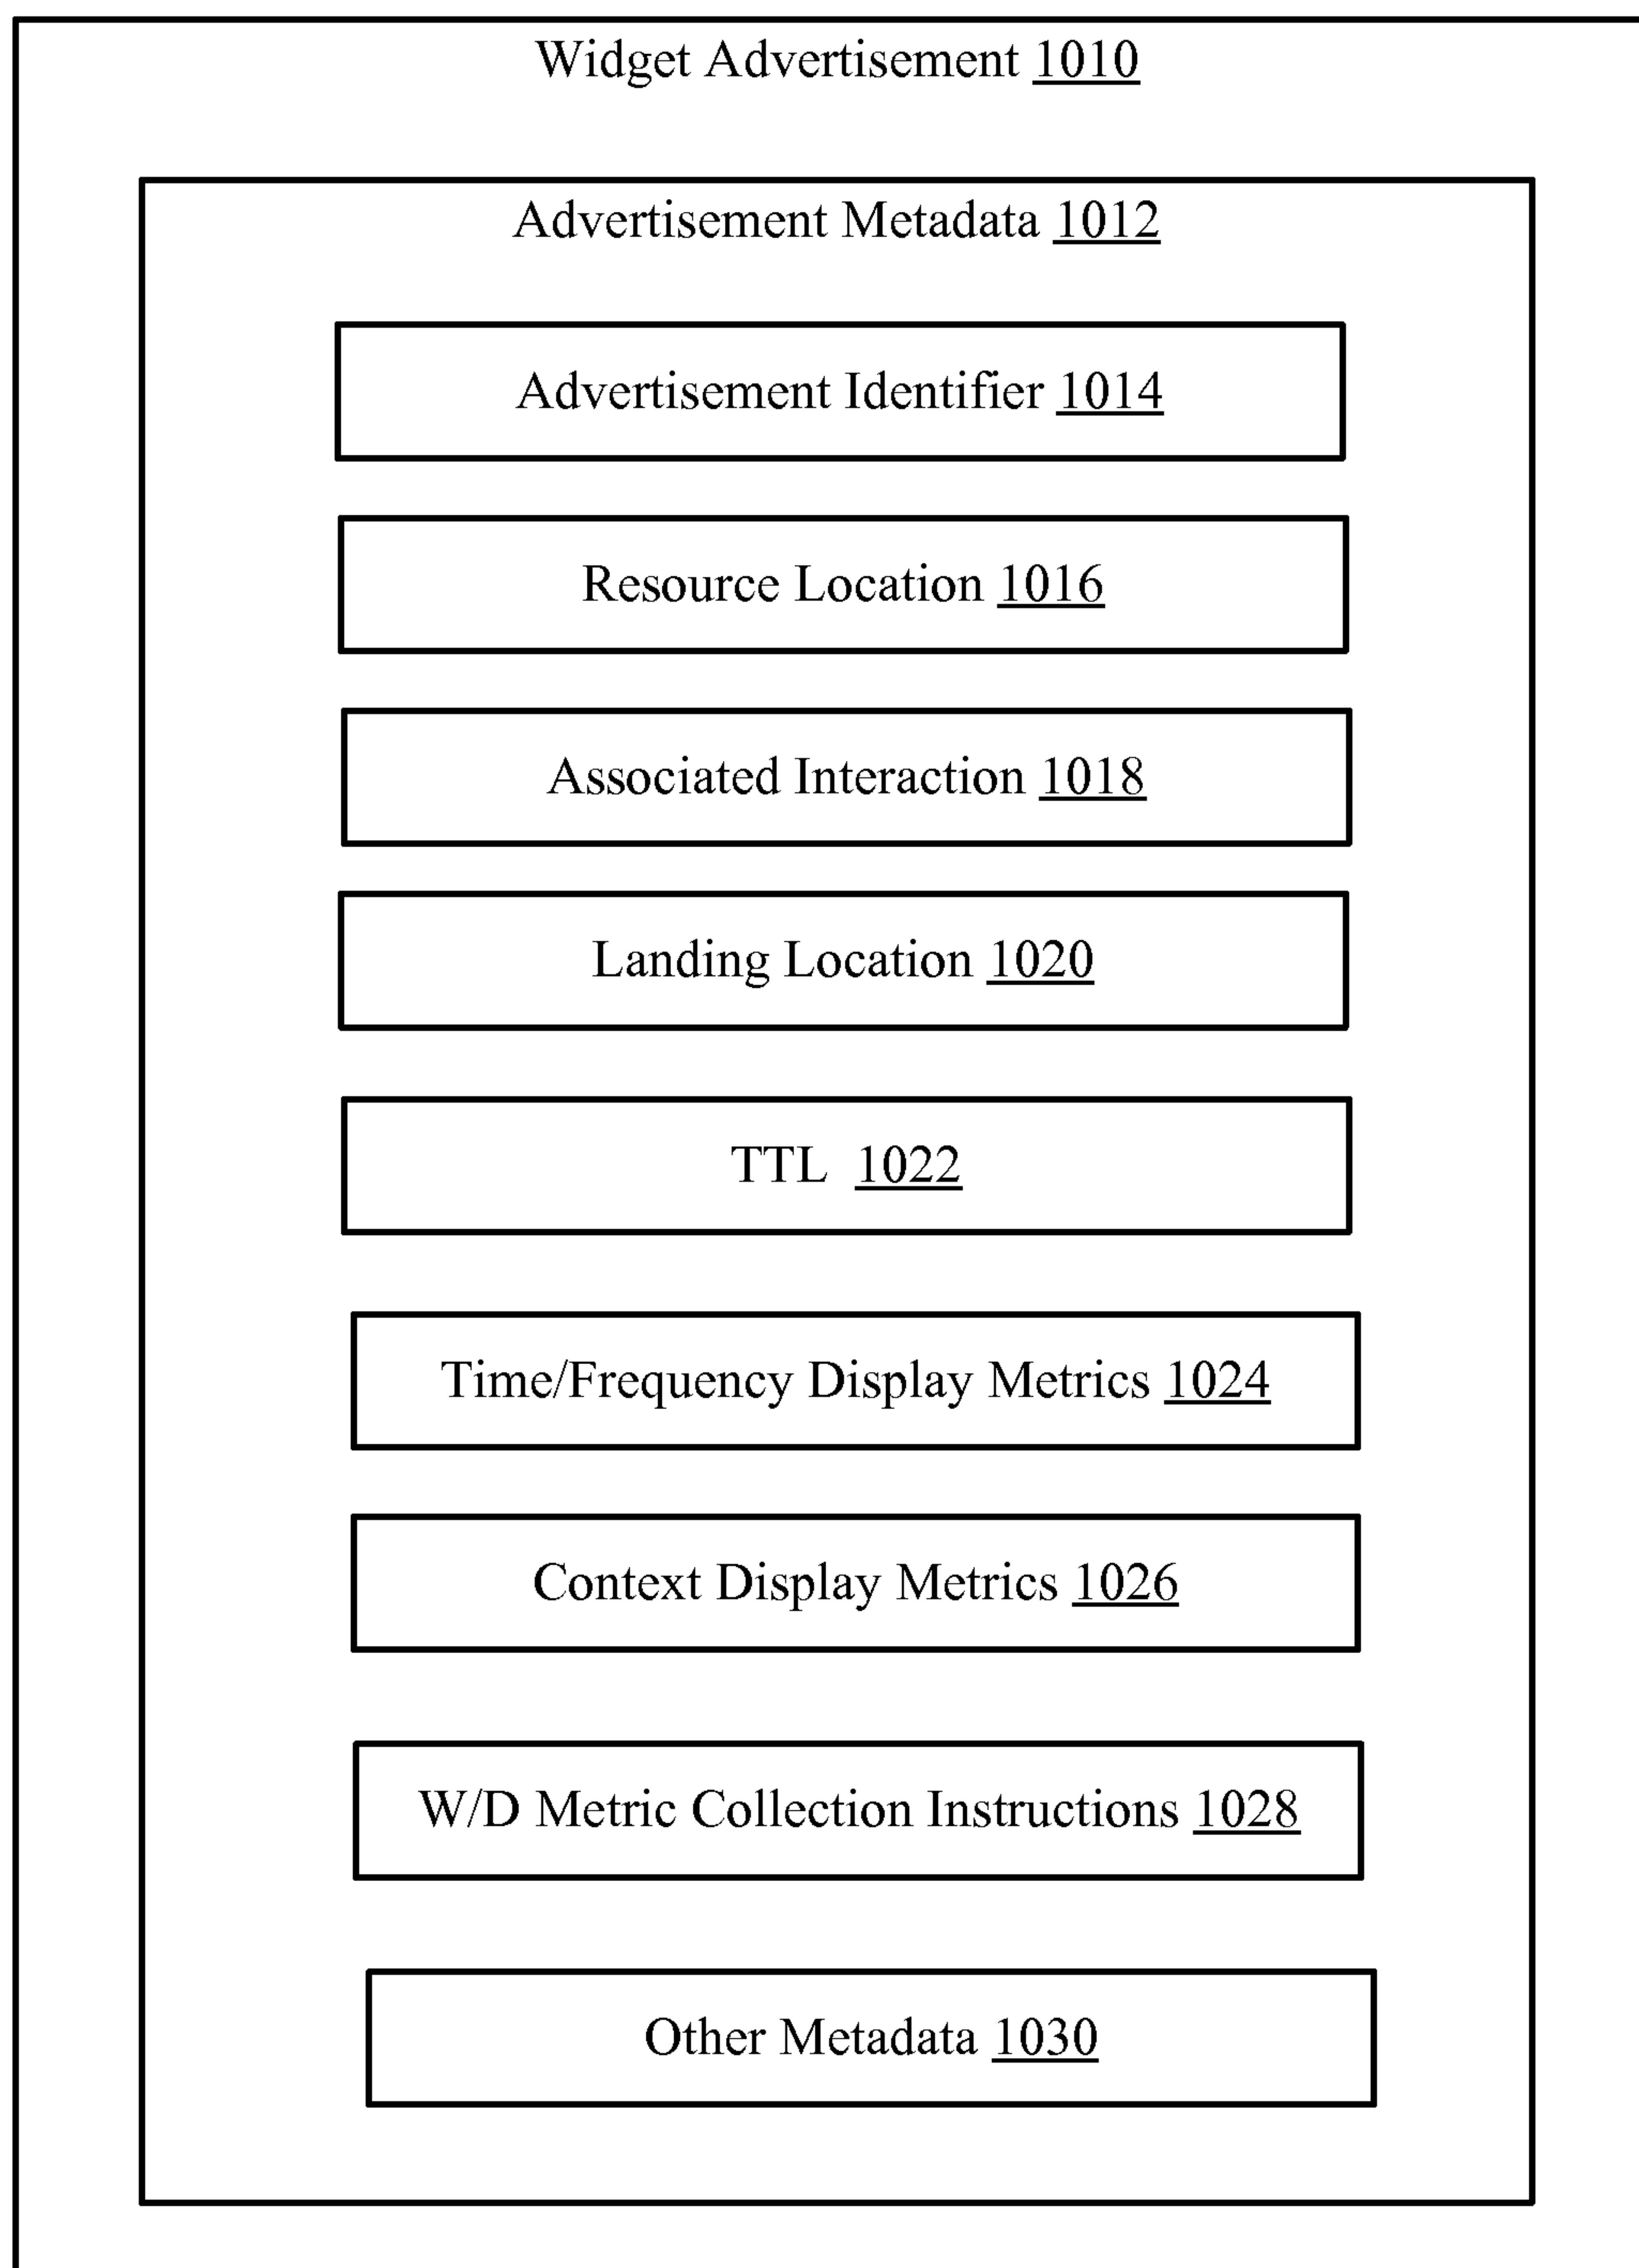 Widget Advertisement 1010
Advertisement Metadata 1012
Advertisement Identifier 1014
Resource Location 1016
Associated Interaction 1018
Landing Location 1020
TTL 1022
Time/Frequency Display Metrics 1024
Context Display Metrics 1026
W/D Metric Collection Instructions 1028
Other Metadata 1030